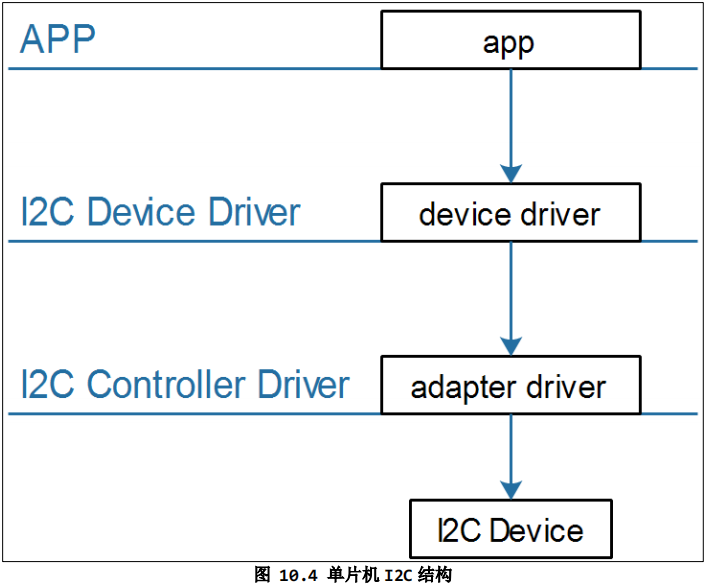 APP
app
I2C Device Driver
device driver
I2C Controller Driver
adapter driver
I2C Device
图 10.4 单片机 I2C 结构